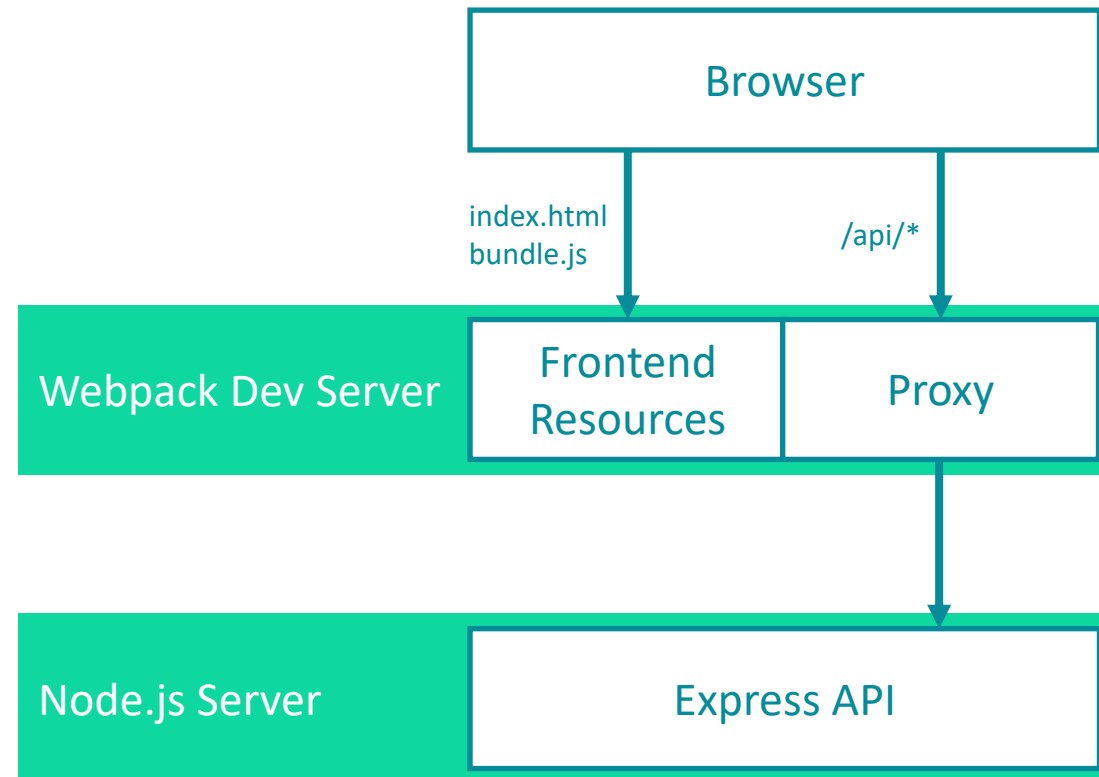 Browser
index.html
bundle.js
/api/*
Webpack Dev Server
Frontend
Resources
Proxy
Node.js Server
Express API